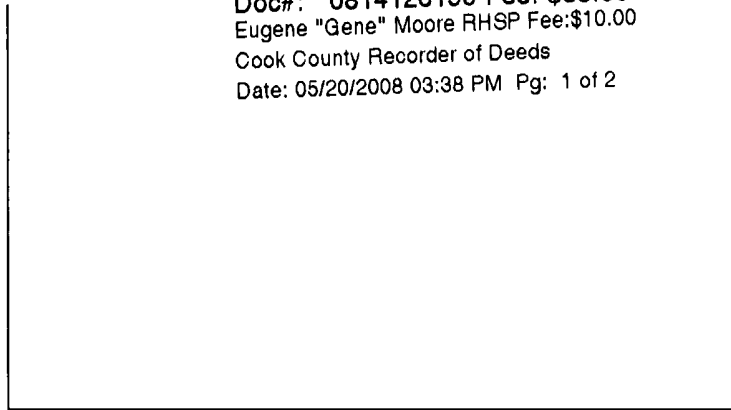 Doc#:
Eugene "Gene" Moore RHSP Fee:$10.00
Cook County Recorder of Deeds
Date: 05/20/2008 03:38 PM Pg: 1 of 2